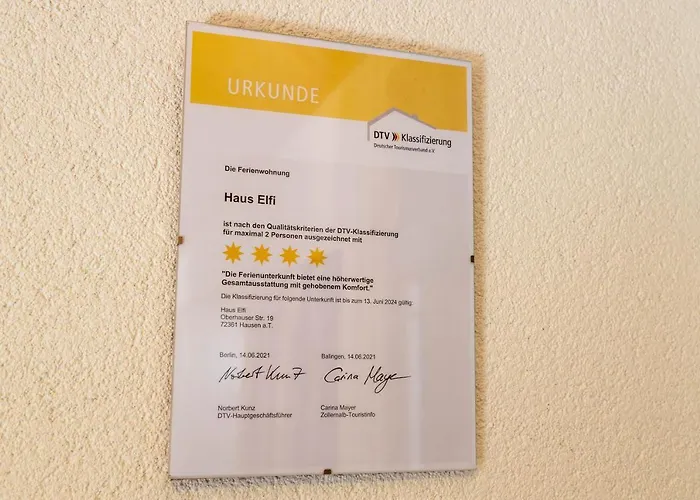 URKUNDE
DTV Klassifizierung
Deutscher Tourismusverband e.V.
Die Ferienwohnung
Haus Elfi
ist nach den Qualitätskriterien der DTV-Klassifizierung
für maximal 2 Personen ausgezeichnet mit
"Die Ferienunterkunft bietet eine höherwertige
Gesamtausstattung mit gehobenem Komfort."
Die Klassifizierung für folgende Unterkunft ist bis zum 13. Juni 2024 gültig:
Haus Elfi
Oberhauser Str. 19
72361 Hausen a.T.
Berlin, 14.06.2021
Balingen, 14.06.2021
Norbert Kunz
Carina Mayer
Norbert Kunz
DTV-Hauptgeschäftsführer
Carina Mayer
Zollernalb-Touristinfo